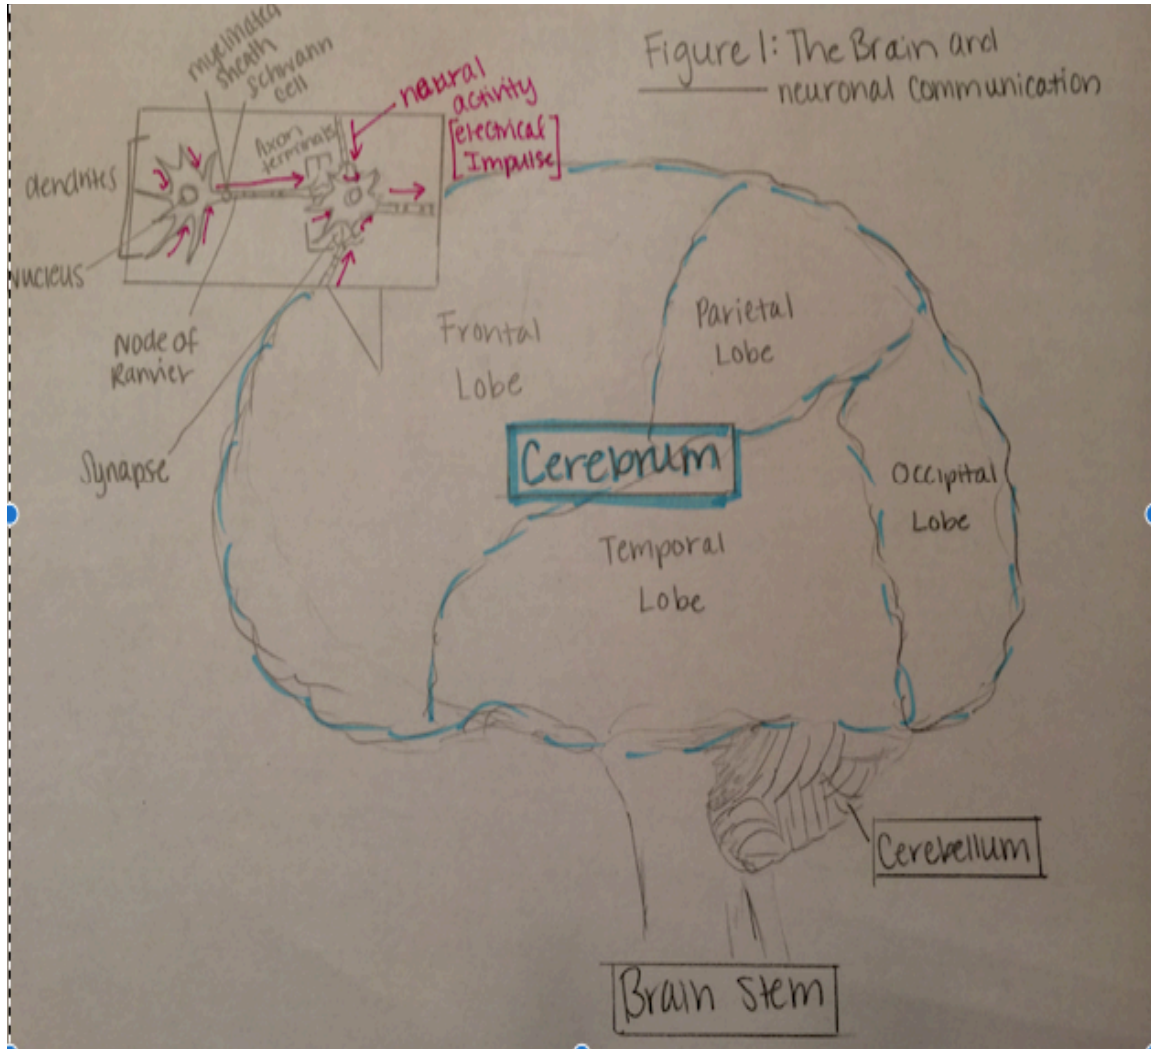 Figure 1: The Brain and
neuronal communication
myelinated
sheath
schwann
cell
neural
activity
[electrical
Impulse]
Axon
terminals
dendrites
nucleus
Node of
Ranvier
Synapse
Frontal
Lobe
Parietal
Lobe
Cerebrum
Occipital
Lobe
Temporal
Lobe
Cerebellum
Brain Stem